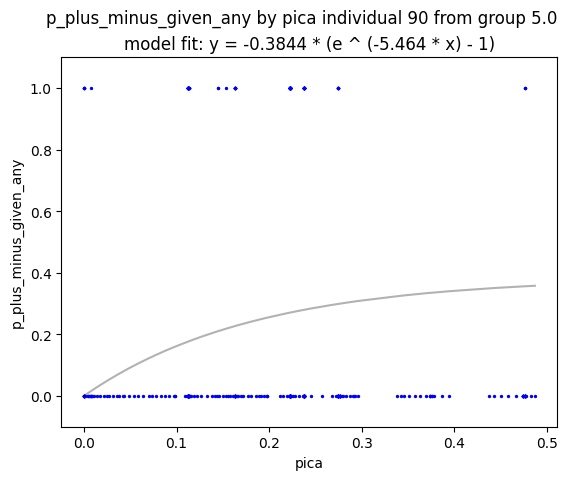 p_plus_minus_given_any by pica individual 90 from group 5.0
model fit: y = -0.3844 * (e ^ (-5.464 * x) - 1)
1.0
0.8
0.6
0.4
0.2
0.0
p_plus_minus_given_any
0.0 0.1 0.2 0.3 0.4 0.5
pica